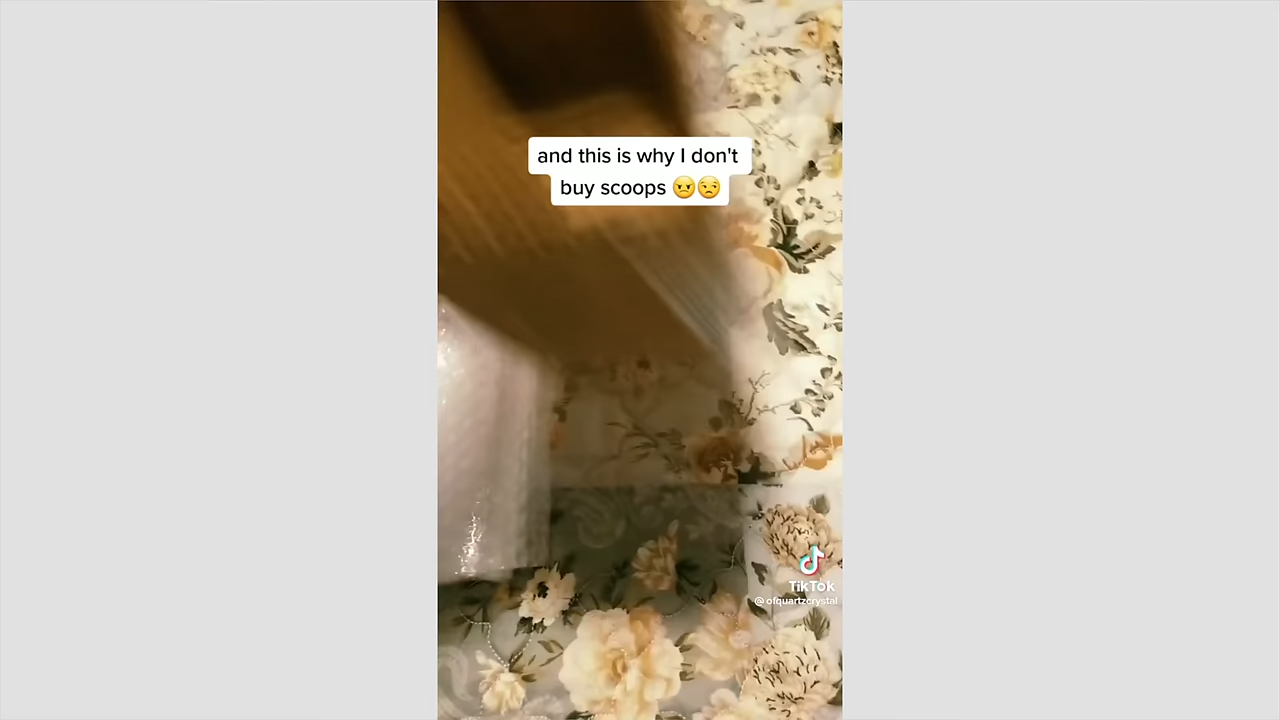 and this is why I don't
buy scoops 😠😒
TikTok
@ofquartzcrystal